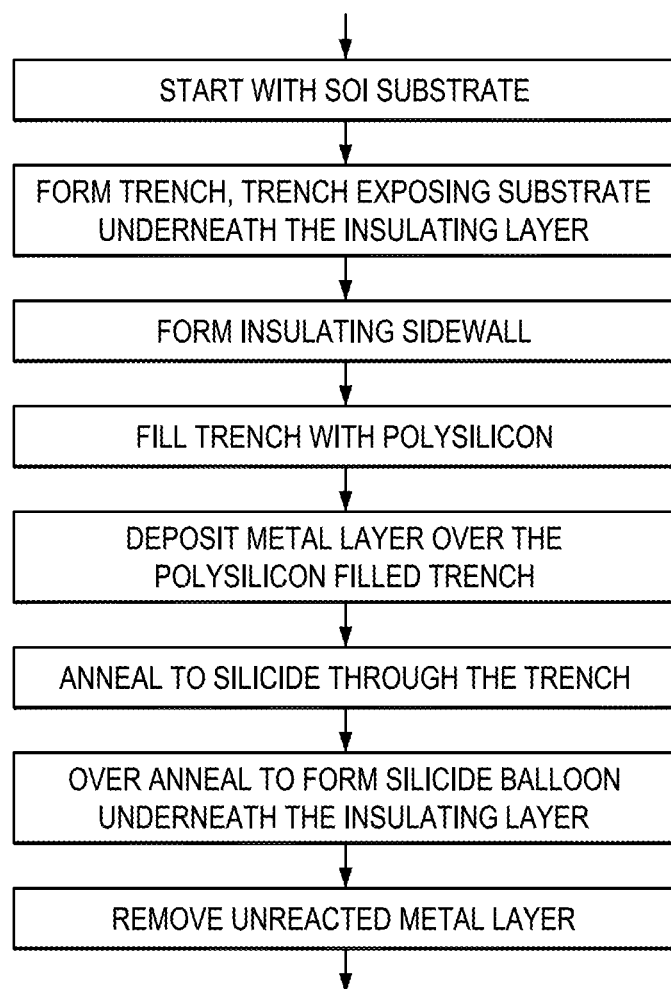 START WITH SOI SUBSTRATE
FORM TRENCH, TRENCH EXPOSING SUBSTRATE
UNDERNEATH THE INSULATING LAYER
FORM INSULATING SIDEWALL
FILL TRENCH WITH POLYSILICON
DEPOSIT METAL LAYER OVER THE
POLYSILICON FILLED TRENCH
ANNEAL TO SILICIDE THROUGH THE TRENCH
OVER ANNEAL TO FORM SILICIDE BALLOON
UNDERNEATH THE INSULATING LAYER
REMOVE UNREACTED METAL LAYER